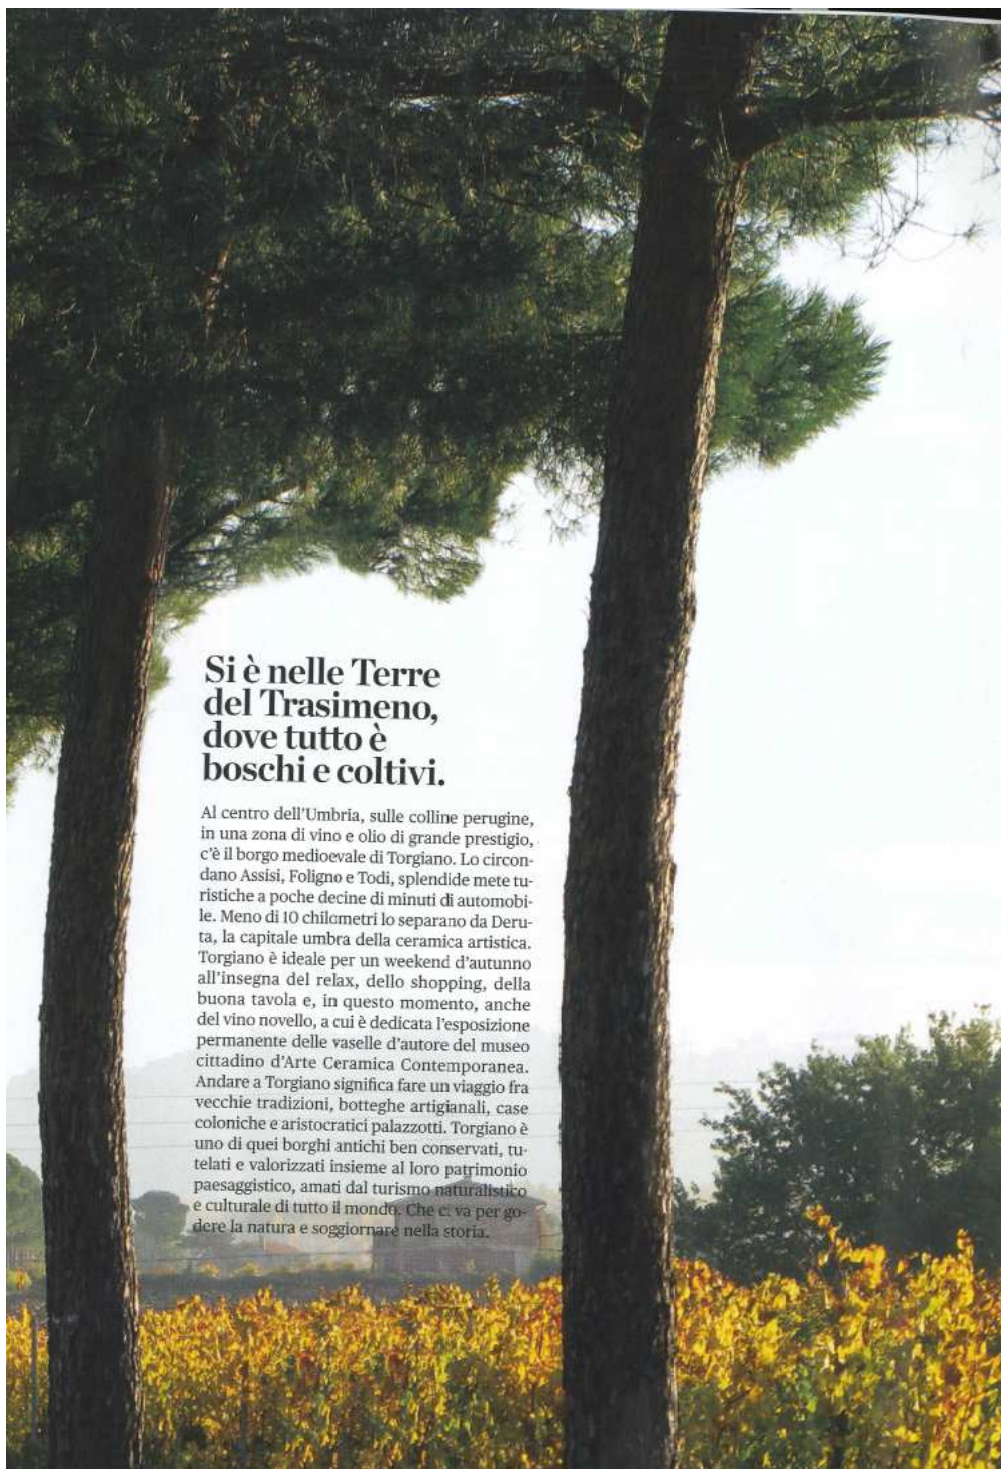 Si è nelle Terre
del Trasimeno,
dove tutto è
boschi e coltivi.
Al centro dell'Umbria, sulle colline perugine,
in una zona di vino e olio di grande prestigio,
c'è il borgo medioevale di Torgiano. Lo circon-
dano Assisi, Foligno e Todi, splendide mete tu-
ristiche a poche decine di minuti di automobi-
le. Meno di 10 chilometri lo separano da Deru-
ta, la capitale umbra della ceramica artistica.
Torgiano è ideale per un weekend d'autunno
all'insegna del relax, dello shopping, della
buona tavola e, in questo momento, anche
del vino novello, a cui è dedicata l'esposizione
permanente delle vaselle d'autore del museo
cittadino d'Arte Ceramica Contemporanea.
Andare a Torgiano significa fare un viaggio fra
vecchie tradizioni, botteghe artigianali, case
coloniche e aristocratici palazzotti. Torgiano è
uno di quei borghi antichi ben conservati, tu-
telati e valorizzati insieme al loro patrimonio
paesaggistico, amati dal turismo naturalistico
e culturale di tutto il mondo. Che ci va per go-
dere la natura e soggiornare nella storia.